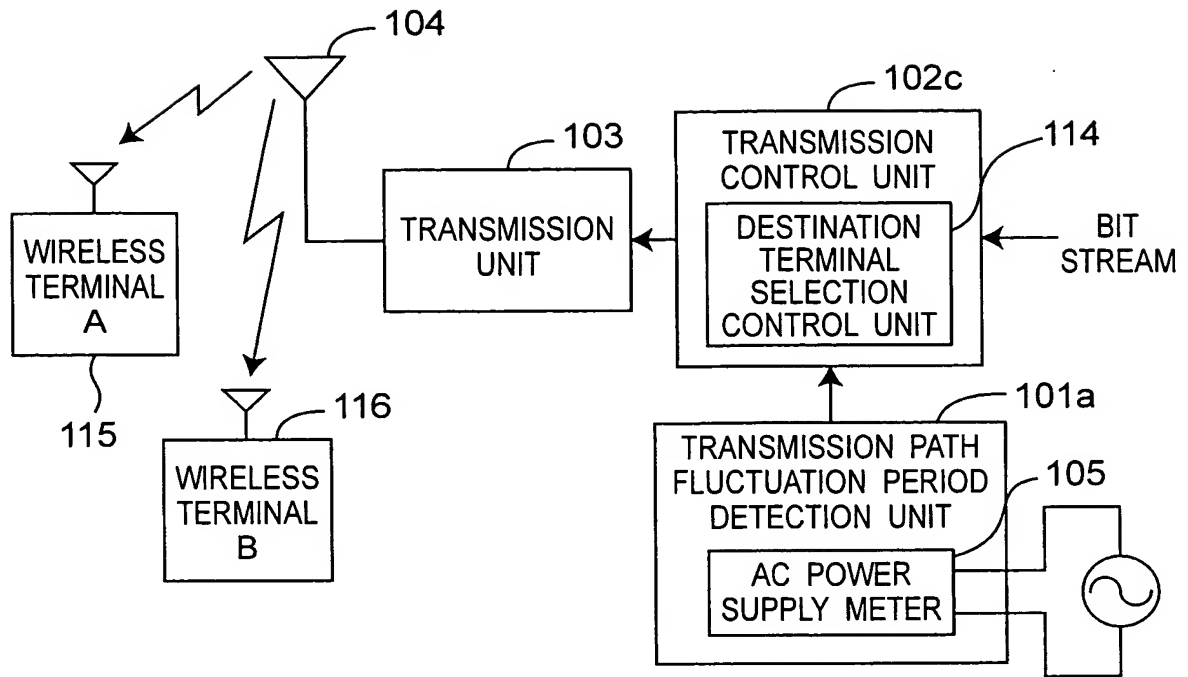 104
102c
114
103
TRANSMISSION
CONTROL UNIT
DESTINATION
TERMINAL
SELECTION
CONTROL UNIT
TRANSMISSION
UNIT
BIT
STREAM
WIRELESS
TERMINAL
A
115
116
WIRELESS
TERMINAL
B
101a
TRANSMISSION PATH
FLUCTUATION PERIOD
DETECTION UNIT
105
AC POWER
SUPPLY METER